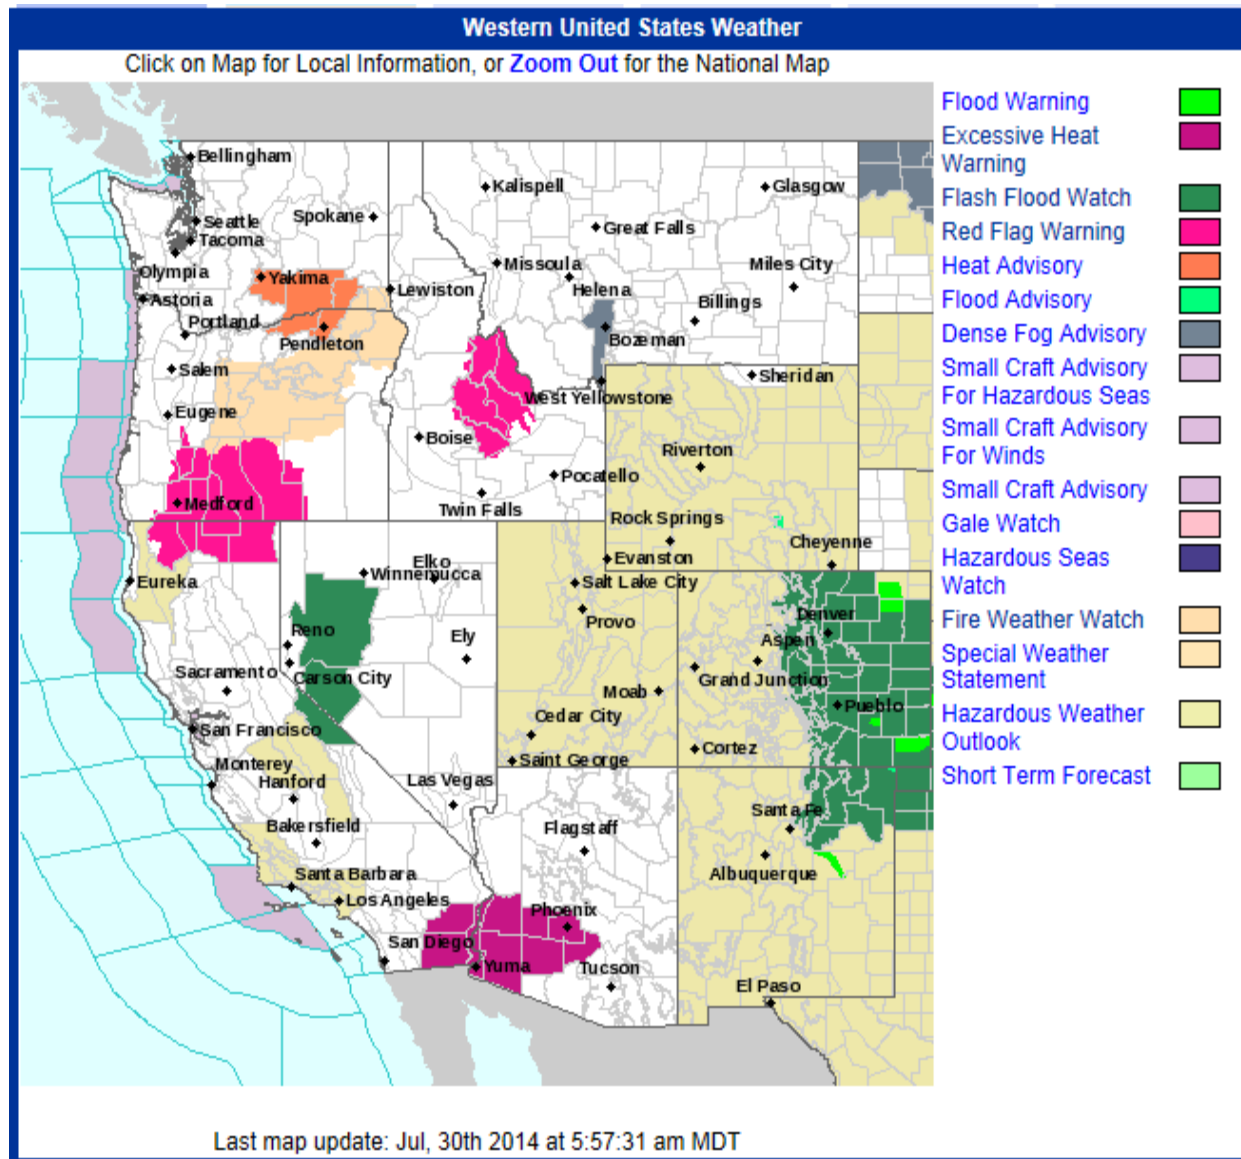 Western United States Weather
Click on Map for Local Information, or Zoom Out for the National Map
Flood Warning
Excessive Heat
Warning
Flash Flood Watch
Red Flag Warning
Heat Advisory
Flood Advisory
Dense Fog Advisory
Small Craft Advisory
For Hazardous Seas
Small Craft Advisory
For Winds
Small Craft Advisory
Gale Watch
Hazardous Seas
Watch
Fire Weather Watch
Special Weather
Statement
Hazardous Weather
Outlook
Short Term Forecast
Bellingham
Kalispell
Glasgow
Seattle
Spokane
Great Falls
Tacoma
Olympia
Yakima
Missoula
Miles City
Astoria
Lewiston
Helena
Billings
Portland
Pendleton
Bozeman
Salem
Sheridan
West Yellowstone
Eugene
Boise
Riverton
Medford
Pocatello
Twin Falls
Rock Springs
Cheyenne
Elko
Evanston
Eureka
Winnemucca
Salt Lake City
Reno
Provo
Denver
Ely
Aspen
Sacramento
Carson City
Grand Junction
Moab
Pueblo
San Francisco
Cedar City
Cortez
Monterey
Saint George
Hanford
Las Vegas
Santa Fe
Bakersfield
Flagstaff
Albuquerque
Santa Barbara
Los Angeles
Phoenix
San Diego
Yuma
Tucson
El Paso
Last map update: Jul, 30th 2014 at 5:57:31 am MDT